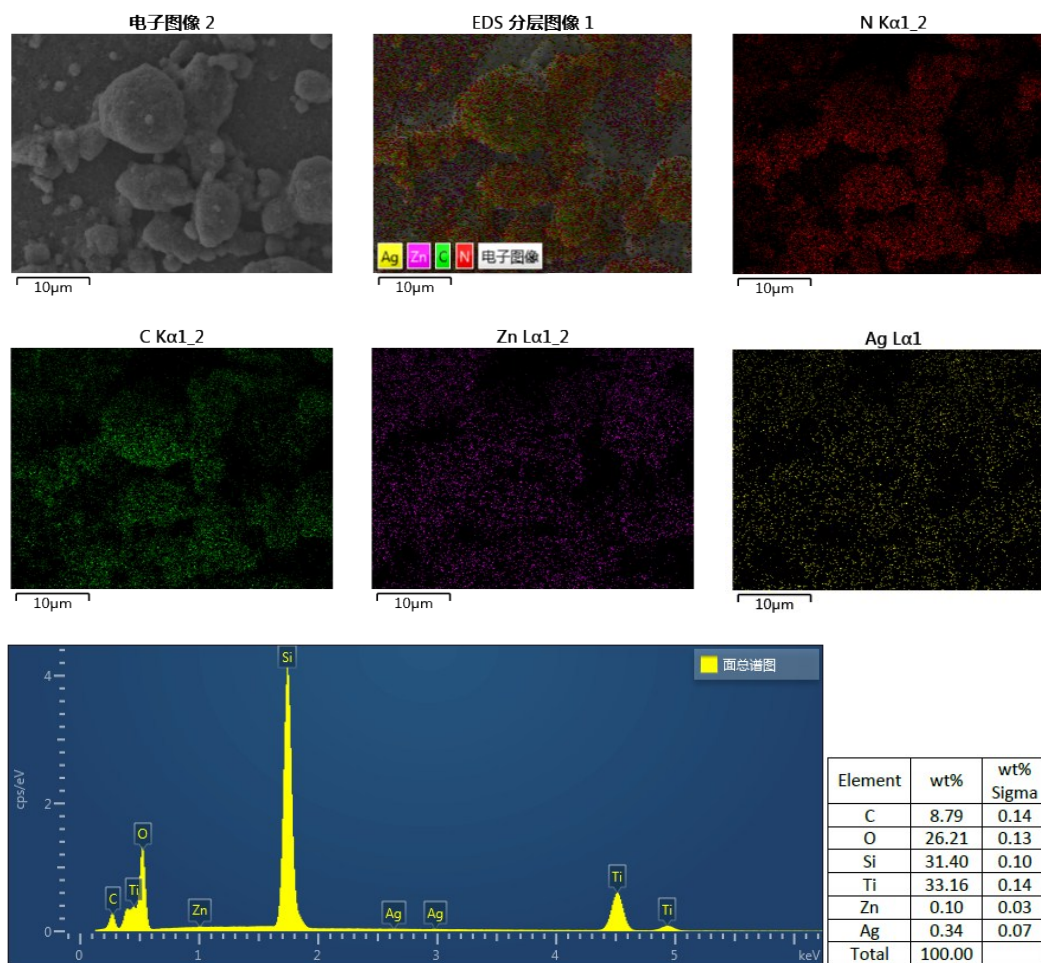 电子图像 2
EDS 分层图像 1
N Kα1_2
Ag Zn C N 电子图像
10μm
10μm
10μm
C Kα1_2
Zn Lα1_2
Ag Lα1
10μm
10μm
10μm
面总谱图
cps/eV
4
2
0
C
Ti
O
Zn
Si
Ag
Ag
Ti
Ti
0 1 2 3 4 5 keV
Element wt% wt% Sigma
C 8.79 0.14
O 26.21 0.13
Si 31.40 0.10
Ti 33.16 0.14
Zn 0.10 0.03
Ag 0.34 0.07
Total 100.00